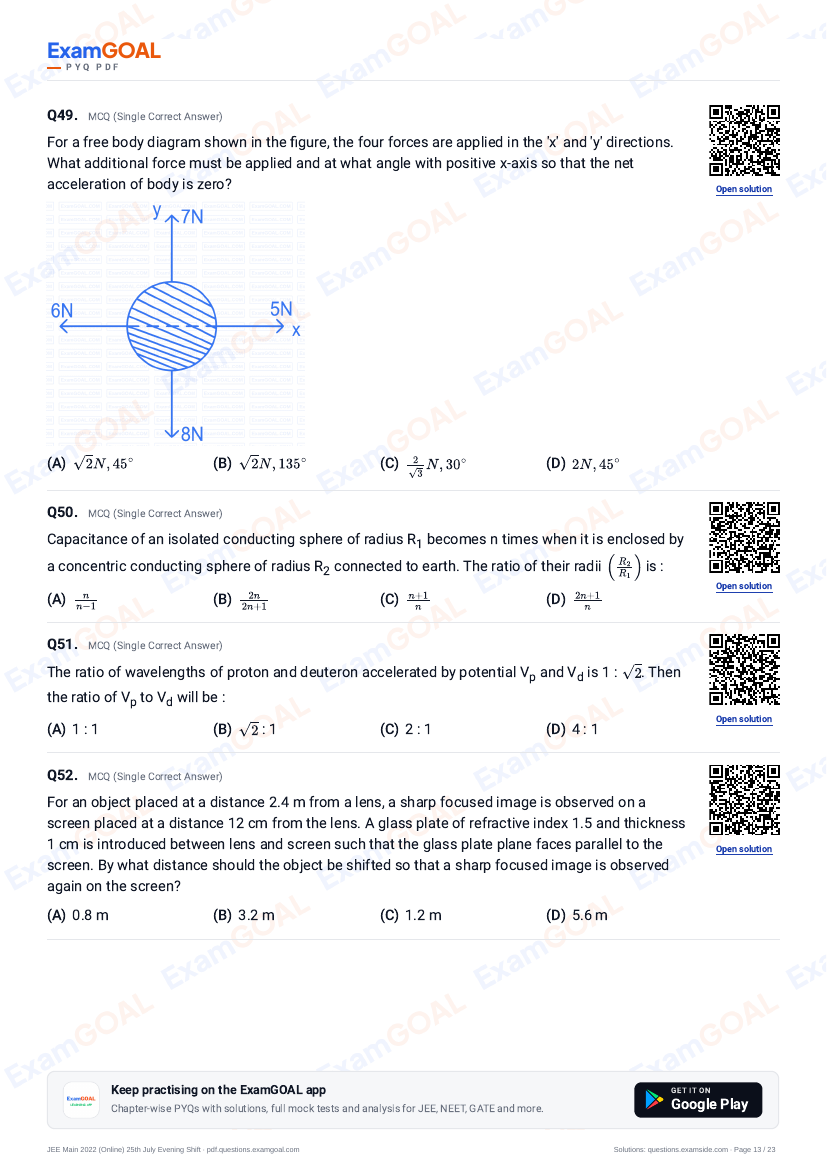 ExamGOAL
PYQ PDF
Q49. MCQ (Single Correct Answer)
For a free body diagram shown in the figure, the four forces are applied in the 'x' and 'y' directions.
What additional force must be applied and at what angle with positive x-axis so that the net
acceleration of body is zero?
Open solution
y 7N
6N 5N
x
8N
(A) √2N, 45° (B) √2N, 135° (C) 2/√3 N, 30° (D) 2N, 45°
Q50. MCQ (Single Correct Answer)
Capacitance of an isolated conducting sphere of radius R₁ becomes n times when it is enclosed by
a concentric conducting sphere of radius R₂ connected to earth. The ratio of their radii (R₂/R₁) is :
Open solution
(A) n/(n−1) (B) 2n/(2n+1) (C) (n+1)/n (D) (2n+1)/n
Q51. MCQ (Single Correct Answer)
The ratio of wavelengths of proton and deuteron accelerated by potential Vₚ and V_d is 1 : √2. Then
the ratio of Vₚ to V_d will be :
Open solution
(A) 1 : 1 (B) √2 : 1 (C) 2 : 1 (D) 4 : 1
Q52. MCQ (Single Correct Answer)
For an object placed at a distance 2.4 m from a lens, a sharp focused image is observed on a
screen placed at a distance 12 cm from the lens. A glass plate of refractive index 1.5 and thickness
1 cm is introduced between lens and screen such that the glass plate plane faces parallel to the
screen. By what distance should the object be shifted so that a sharp focused image is observed
again on the screen?
Open solution
(A) 0.8 m (B) 3.2 m (C) 1.2 m (D) 5.6 m
ExamGOAL
Keep practising on the ExamGOAL app
Chapter-wise PYQs with solutions, full mock tests and analysis for JEE, NEET, GATE and more.
GET IT ON
Google Play
JEE Main 2022 (Online) 25th July Evening Shift · pdf.questions.examgoal.com
Solutions: questions.examside.com · Page 13 / 23